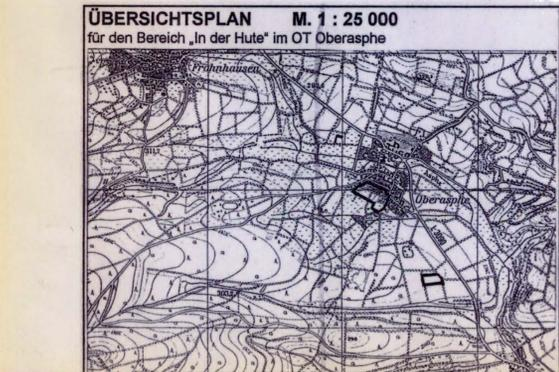 ÜBERSICHTSPLAN M. 1 : 25 000
für den Bereich „In der Hute" im OT Oberasphe
Frohnhausen
Oberasphe